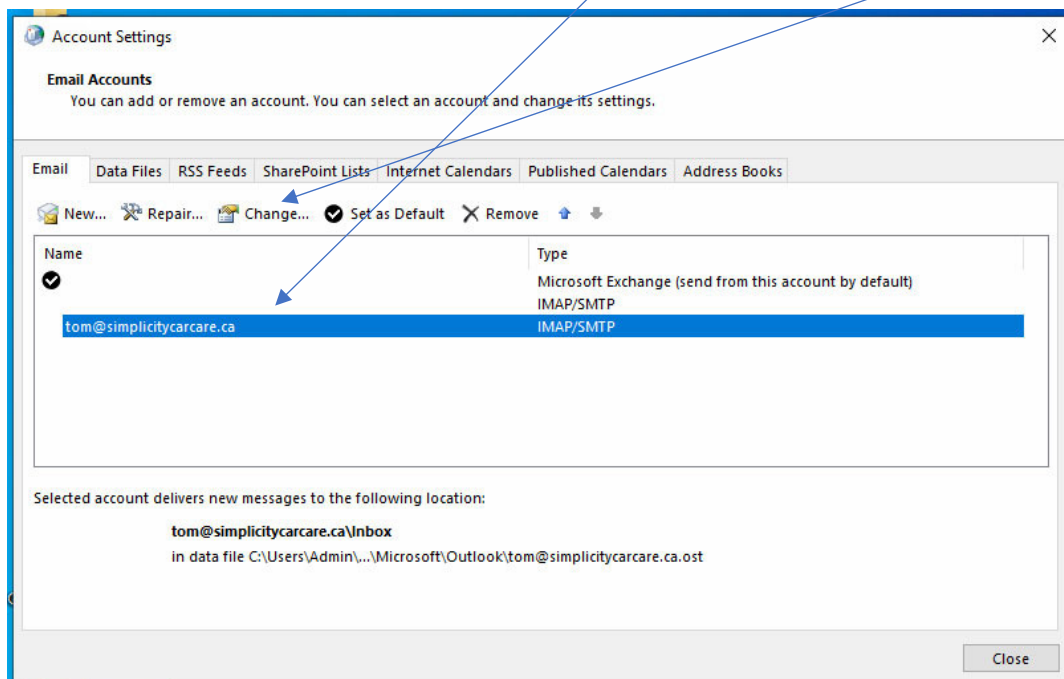 Account Settings
Email Accounts
You can add or remove an account. You can select an account and change its settings.
Email Data Files RSS Feeds SharePoint Lists Internet Calendars Published Calendars Address Books
New... Repair... Change... Set as Default Remove
Name Type
Microsoft Exchange (send from this account by default)
IMAP/SMTP
tom@simplicitycarcare.ca IMAP/SMTP
Selected account delivers new messages to the following location:
tom@simplicitycarcare.ca\Inbox
in data file C:\Users\Admin\...\Microsoft\Outlook\tom@simplicitycarcare.ca.ost
Close